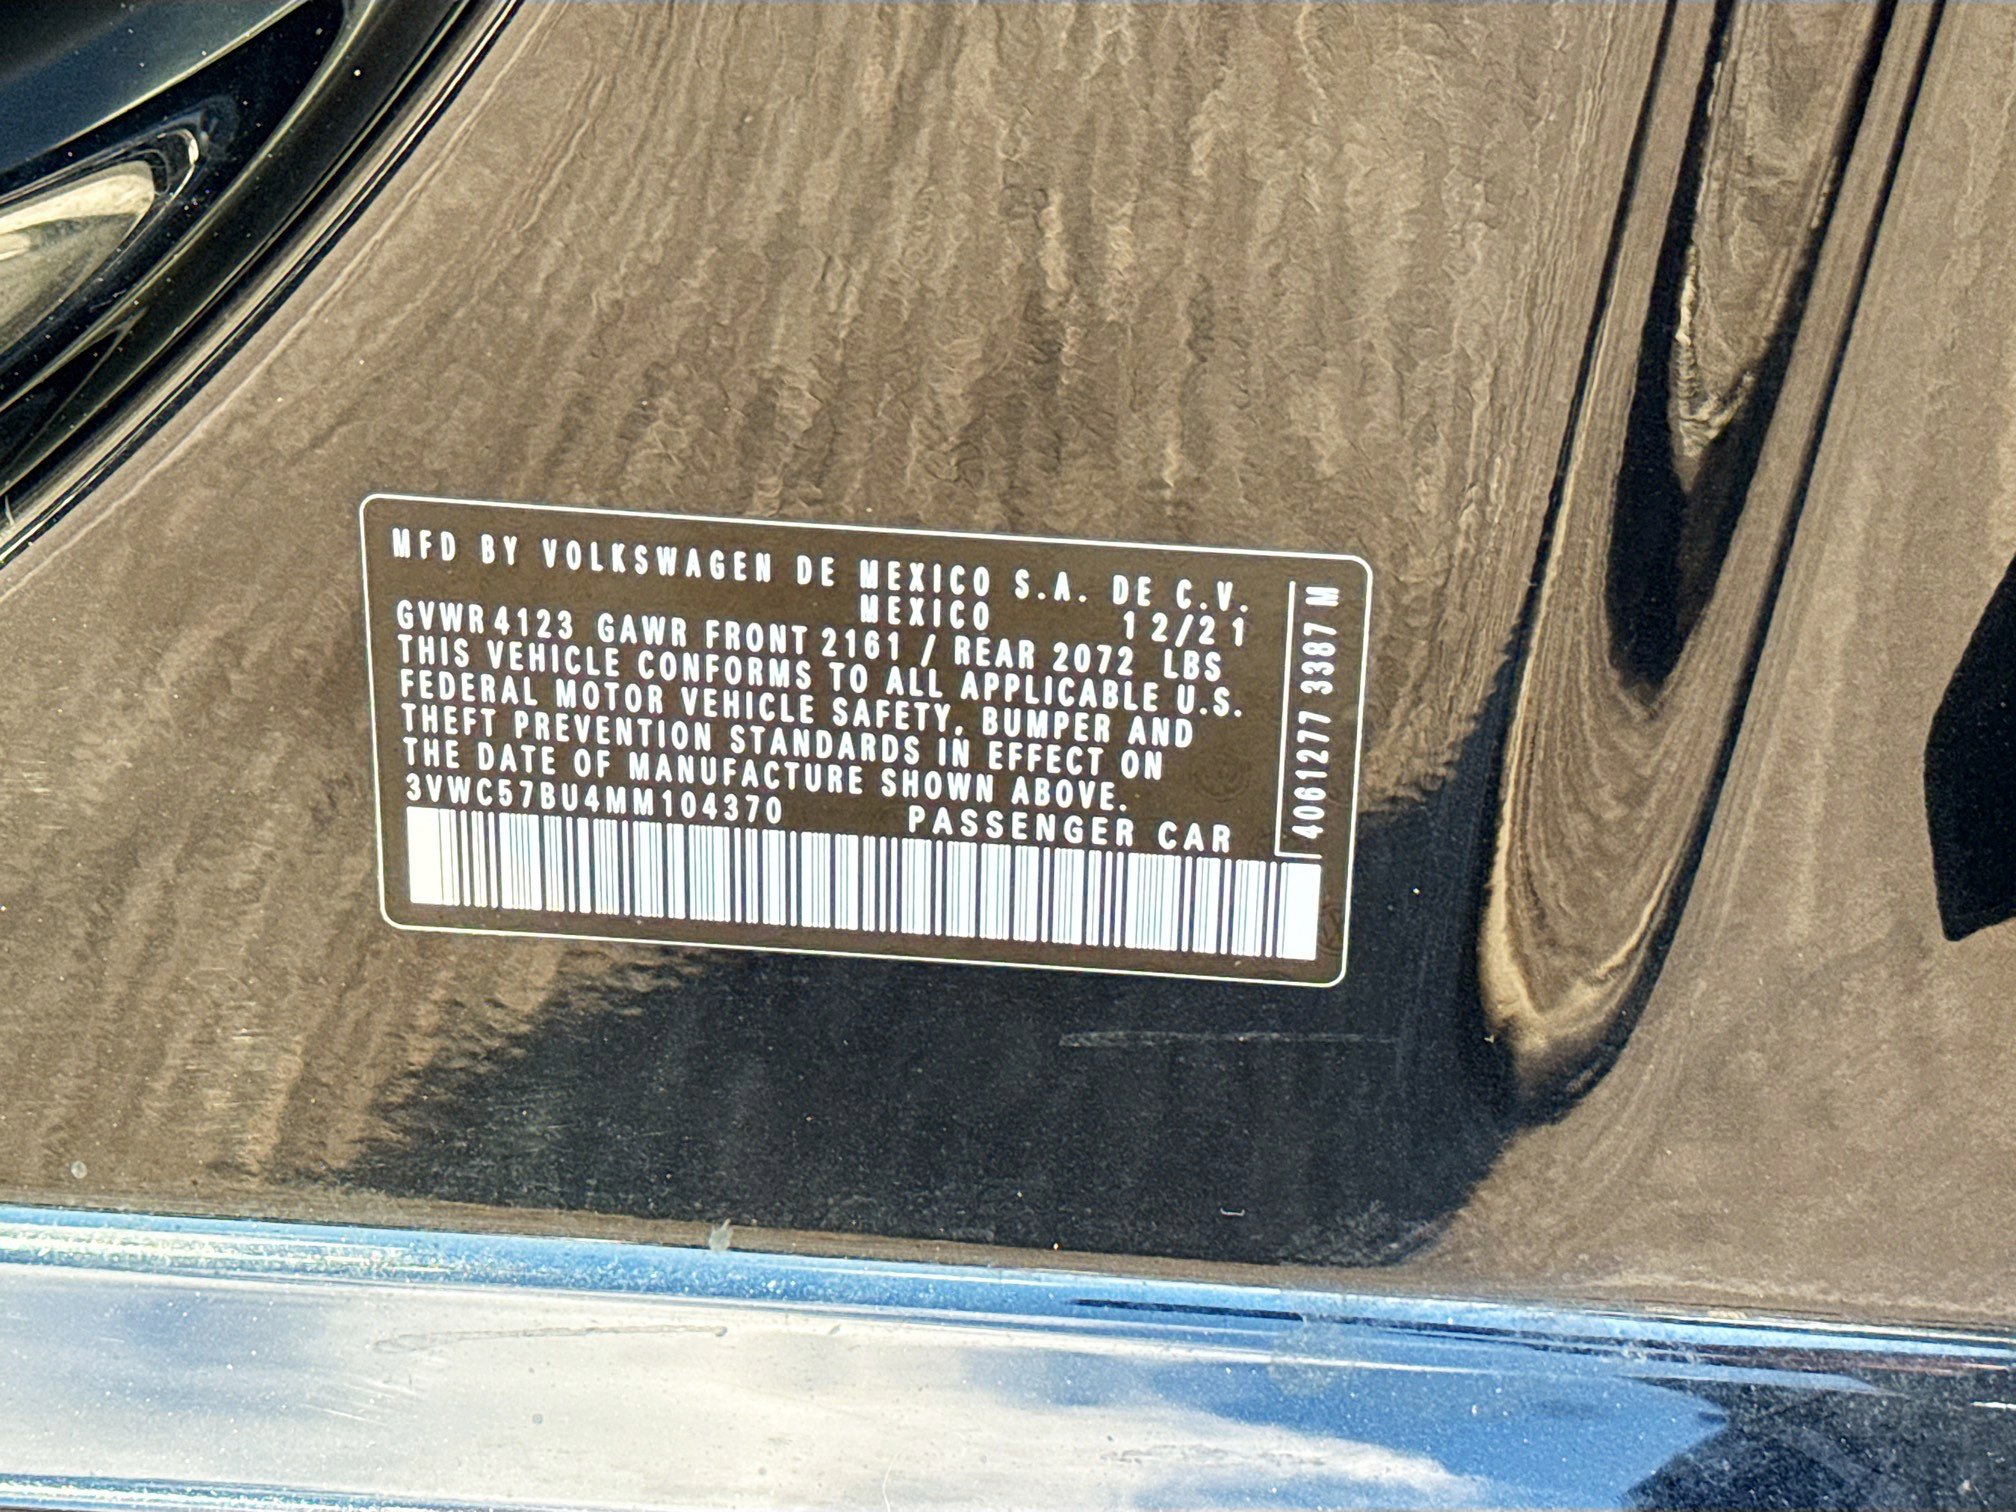 MFD BY VOLKSWAGEN DE MEXICO S.A. DE C.V.
MEXICO 12/21
GVWR 4123 GAWR FRONT 2161 / REAR 2072 LBS
THIS VEHICLE CONFORMS TO ALL APPLICABLE U.S.
FEDERAL MOTOR VEHICLE SAFETY, BUMPER AND
THEFT PREVENTION STANDARDS IN EFFECT ON
THE DATE OF MANUFACTURE SHOWN ABOVE.
3VWC57BU4MM104370 PASSENGER CAR
4061277 3387 M